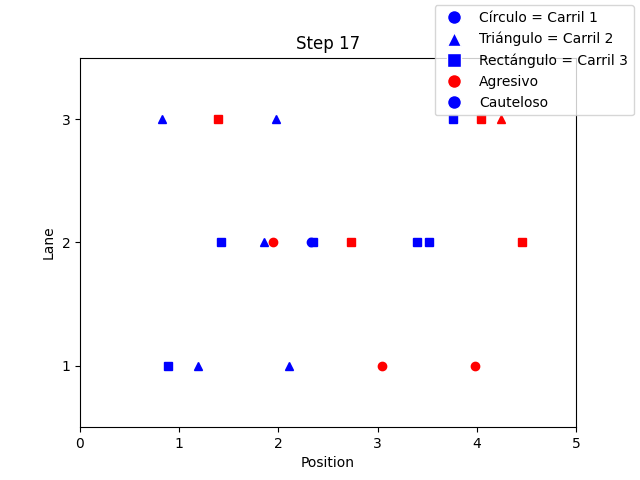 Step 17
Círculo = Carril 1
Triángulo = Carril 2
Rectángulo = Carril 3
Agresivo
Cauteloso
Lane
3
2
1
0 1 2 3 4 5
Position